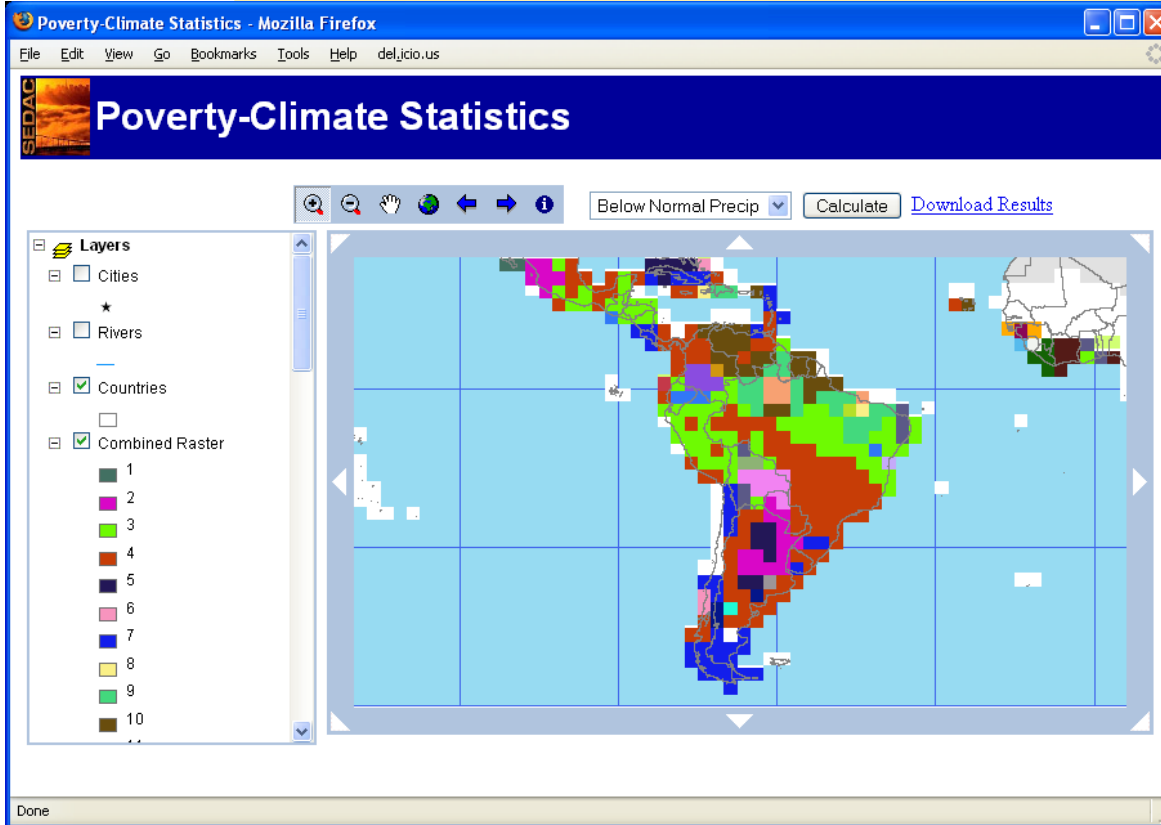 Poverty-Climate Statistics - Mozilla Firefox
File Edit View Go Bookmarks Tools Help del.icio.us
SEDAC
Poverty-Climate Statistics
Below Normal Precip Calculate Download Results
Layers
Cities
Rivers
Countries
Combined Raster
1
2
3
4
5
6
7
8
9
10
Done